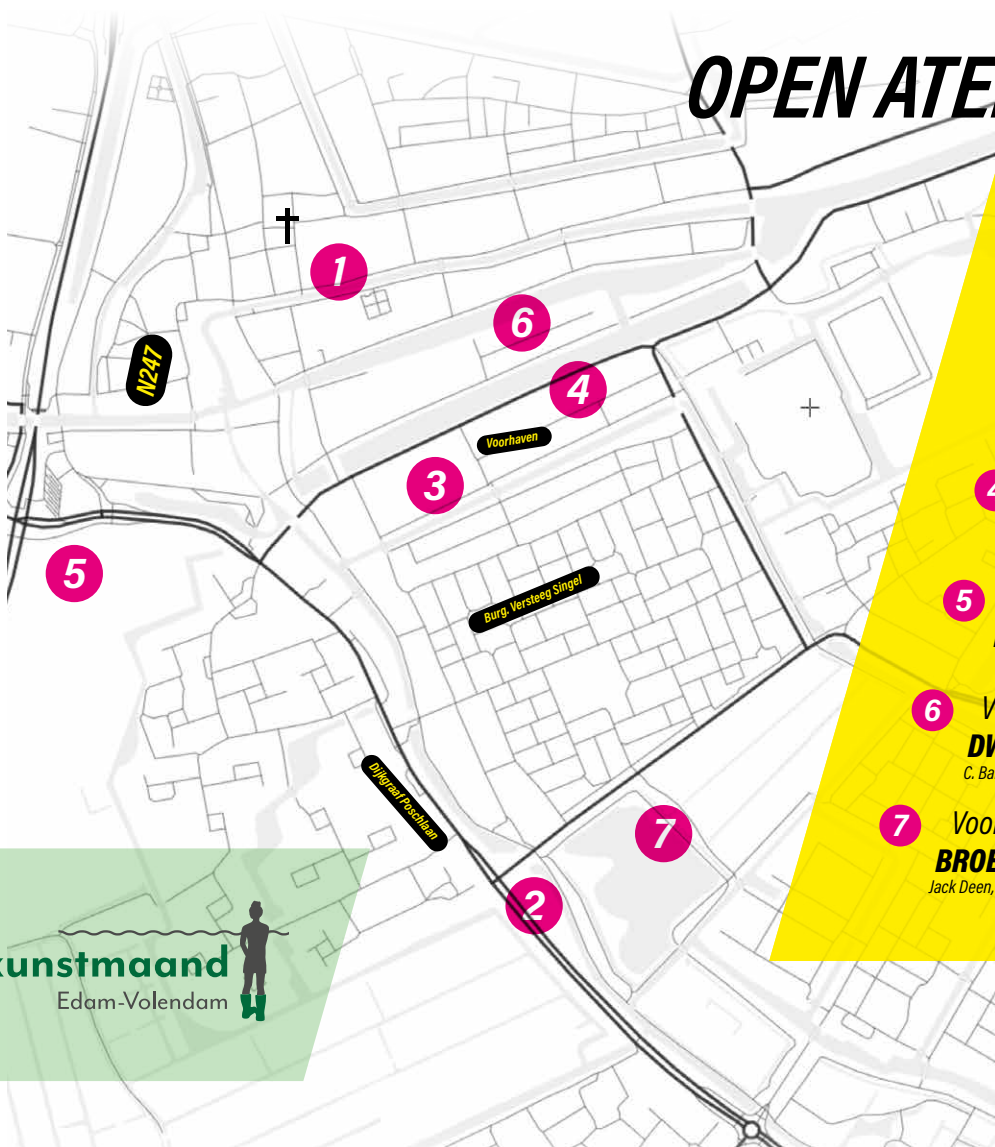 OPEN ATE
1
N247
6
4
Voorhaven
3
5
Burg. Versteeg Singel
Dijkgraaf Poschlaan
7
2
4
5
6 V
DW
C. Ba
7 Voor
BROE
Jack Deen,
kunstmaand
Edam-Volendam